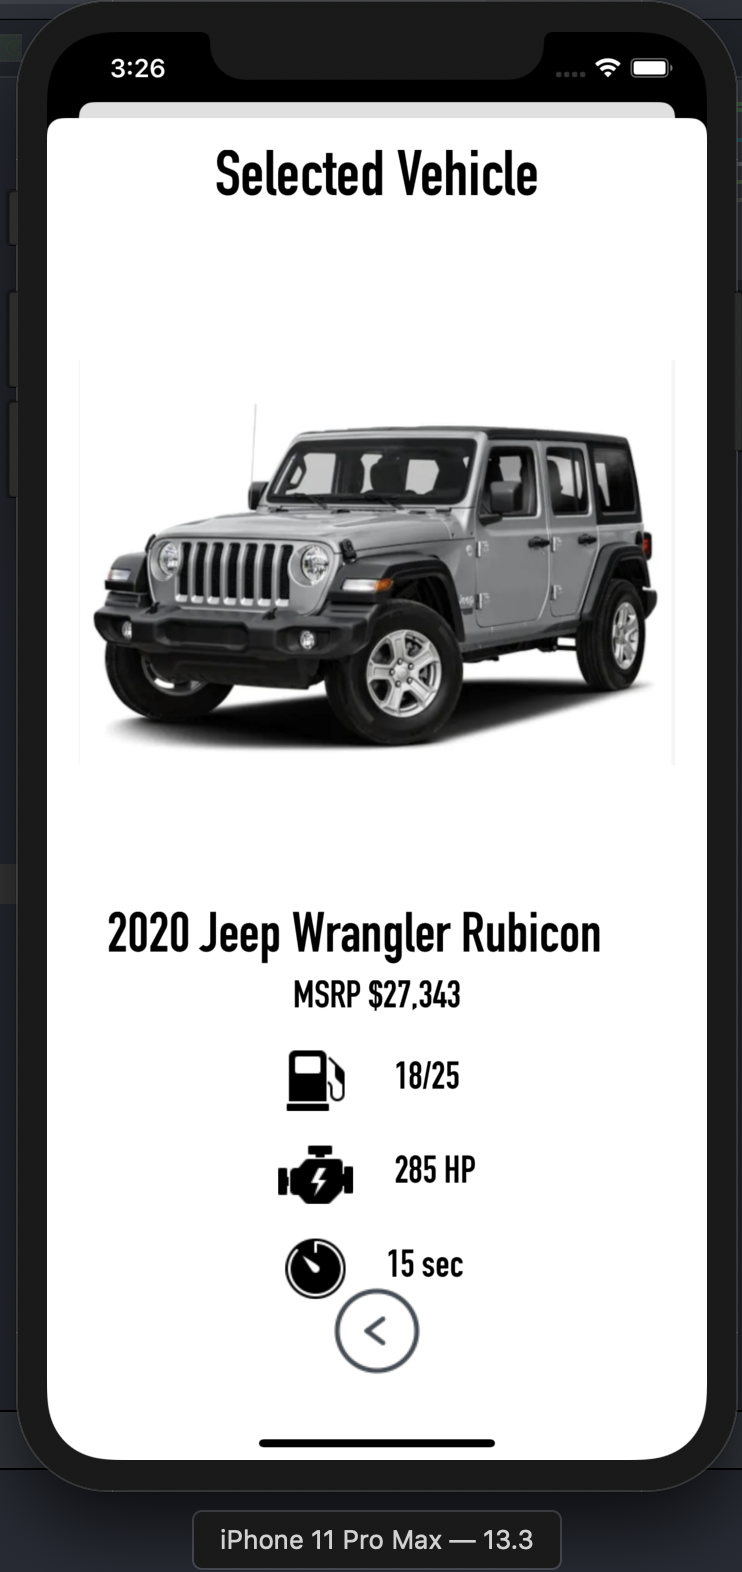 3:26
Selected Vehicle
2020 Jeep Wrangler Rubicon
MSRP $27,343
18/25
285 HP
15 sec
iPhone 11 Pro Max — 13.3